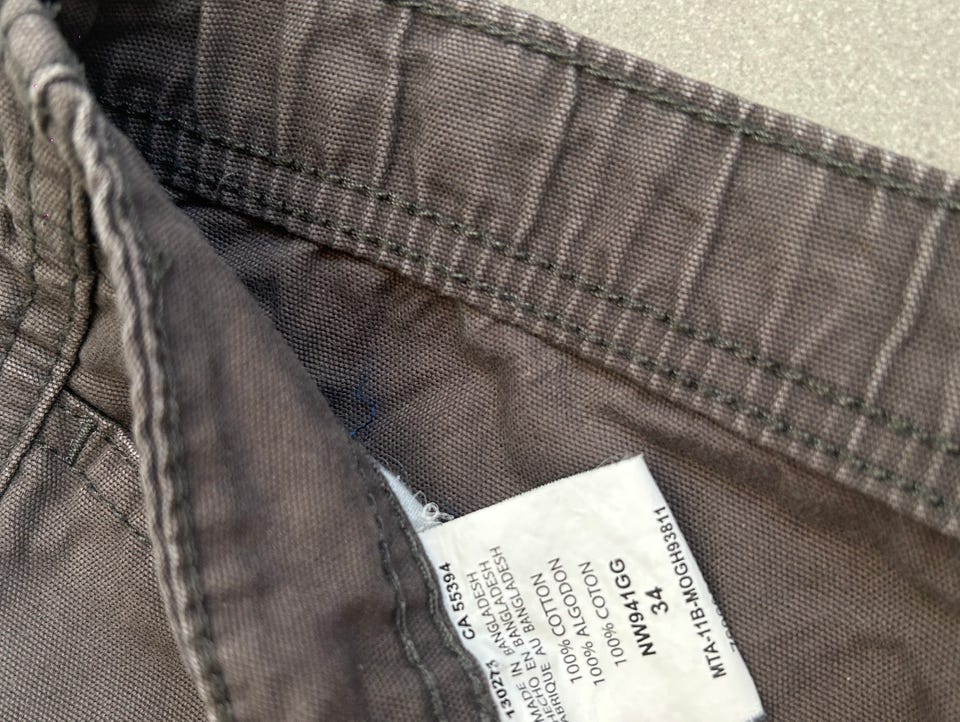 130273 CA 55394
MADE IN BANGLADESH
HECHO EN BANGLADESH
FABRIQUE AU BANGLADESH
100% COTTON
100% ALGODON
100% COTON
NW941GG
34
MTA-11B-MOGH93811